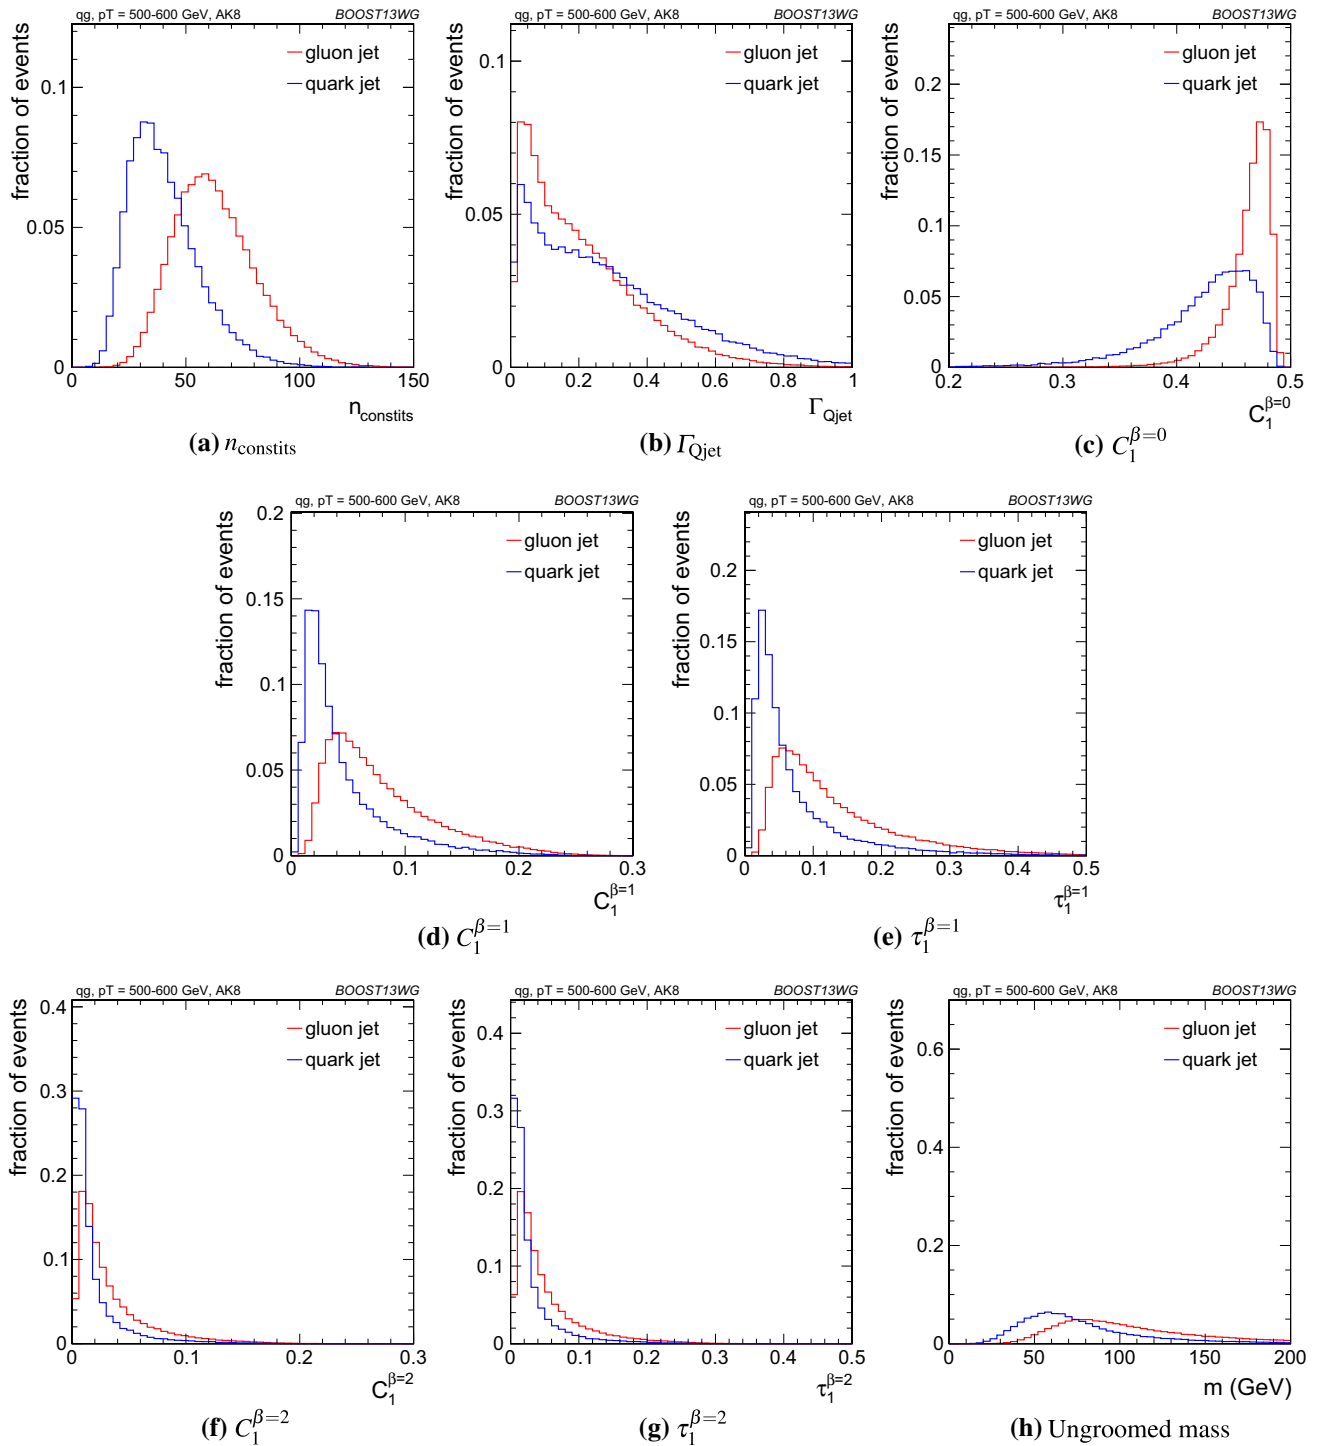 qg, pT = 500-600 GeV, AK8 BOOST13WG
fraction of events
gluon jet
quark jet
0.1
0.05
0
0 50 100 150
n_constits
(a) n_constits
qg, pT = 500-600 GeV, AK8 BOOST13WG
fraction of events
gluon jet
quark jet
0.1
0.05
0
0 0.2 0.4 0.6 0.8 1
Γ_Qjet
(b) Γ_Qjet
qg, pT = 500-600 GeV, AK8 BOOST13WG
fraction of events
gluon jet
quark jet
0.2
0.15
0.1
0.05
0
0.2 0.3 0.4 0.5
C_1^{β=0}
(c) C_1^{β=0}
qg, pT = 500-600 GeV, AK8 BOOST13WG
fraction of events
gluon jet
quark jet
0.2
0.15
0.1
0.05
0
0 0.1 0.2 0.3
C_1^{β=1}
(d) C_1^{β=1}
qg, pT = 500-600 GeV, AK8 BOOST13WG
fraction of events
gluon jet
quark jet
0.2
0.15
0.1
0.05
0
0 0.1 0.2 0.3 0.4 0.5
τ_1^{β=1}
(e) τ_1^{β=1}
qg, pT = 500-600 GeV, AK8 BOOST13WG
fraction of events
gluon jet
quark jet
0.4
0.3
0.2
0.1
0
0 0.1 0.2 0.3
C_1^{β=2}
(f) C_1^{β=2}
qg, pT = 500-600 GeV, AK8 BOOST13WG
fraction of events
gluon jet
quark jet
0.4
0.3
0.2
0.1
0
0 0.1 0.2 0.3 0.4 0.5
τ_1^{β=2}
(g) τ_1^{β=2}
qg, pT = 500-600 GeV, AK8 BOOST13WG
fraction of events
gluon jet
quark jet
0.6
0.4
0.2
0
0 50 100 150 200
m (GeV)
(h) Ungroomed mass